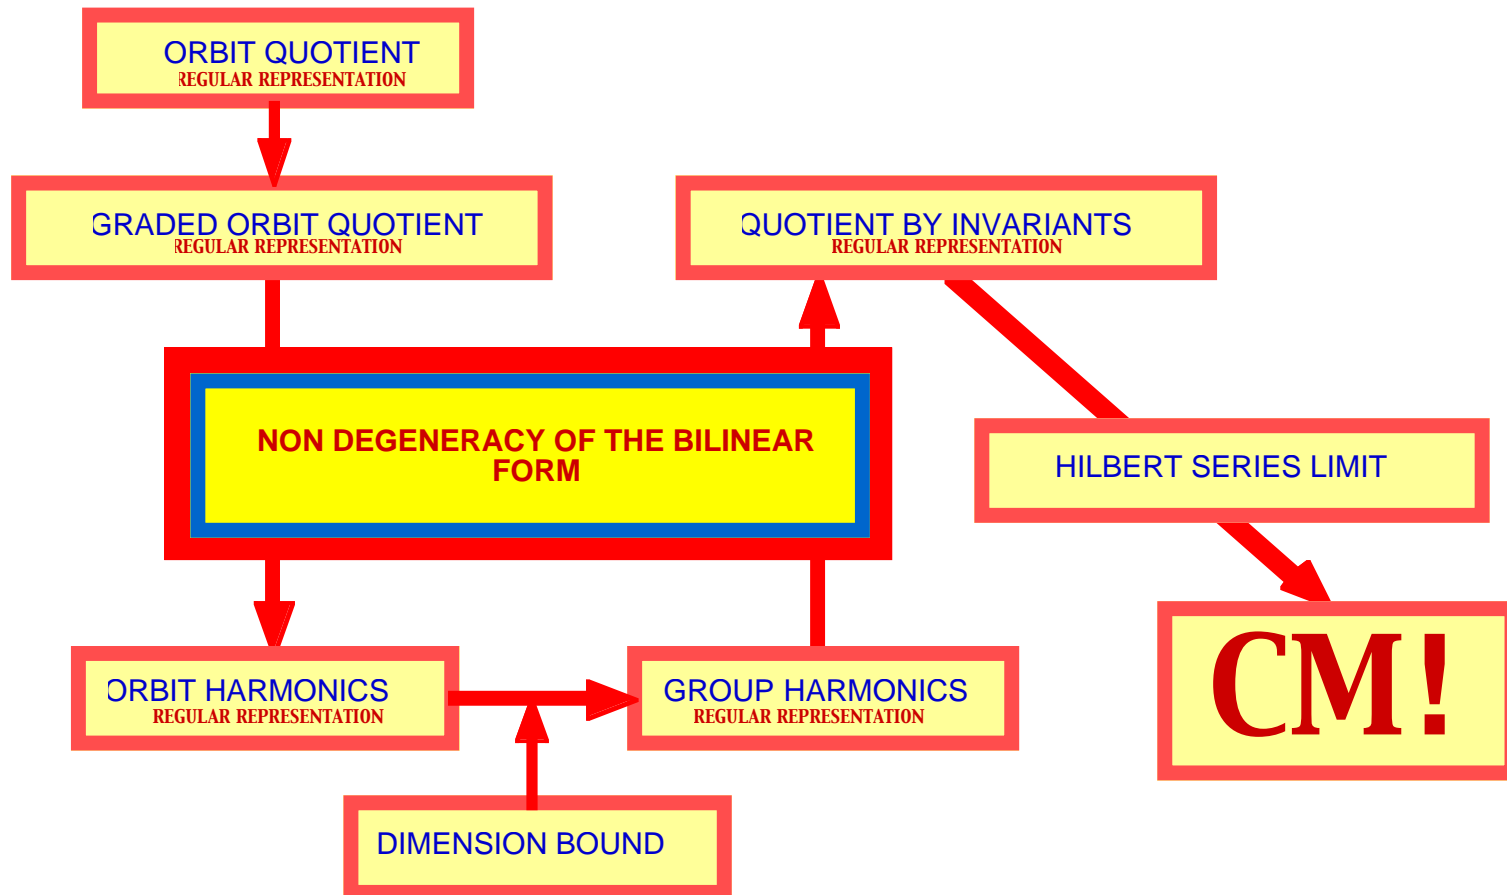 ORBIT QUOTIENT
REGULAR REPRESENTATION
GRADED ORBIT QUOTIENT
REGULAR REPRESENTATION
QUOTIENT BY INVARIANTS
REGULAR REPRESENTATION
NON DEGENERACY OF THE BILINEAR
FORM
HILBERT SERIES LIMIT
CM!
ORBIT HARMONICS
REGULAR REPRESENTATION
GROUP HARMONICS
REGULAR REPRESENTATION
DIMENSION BOUND